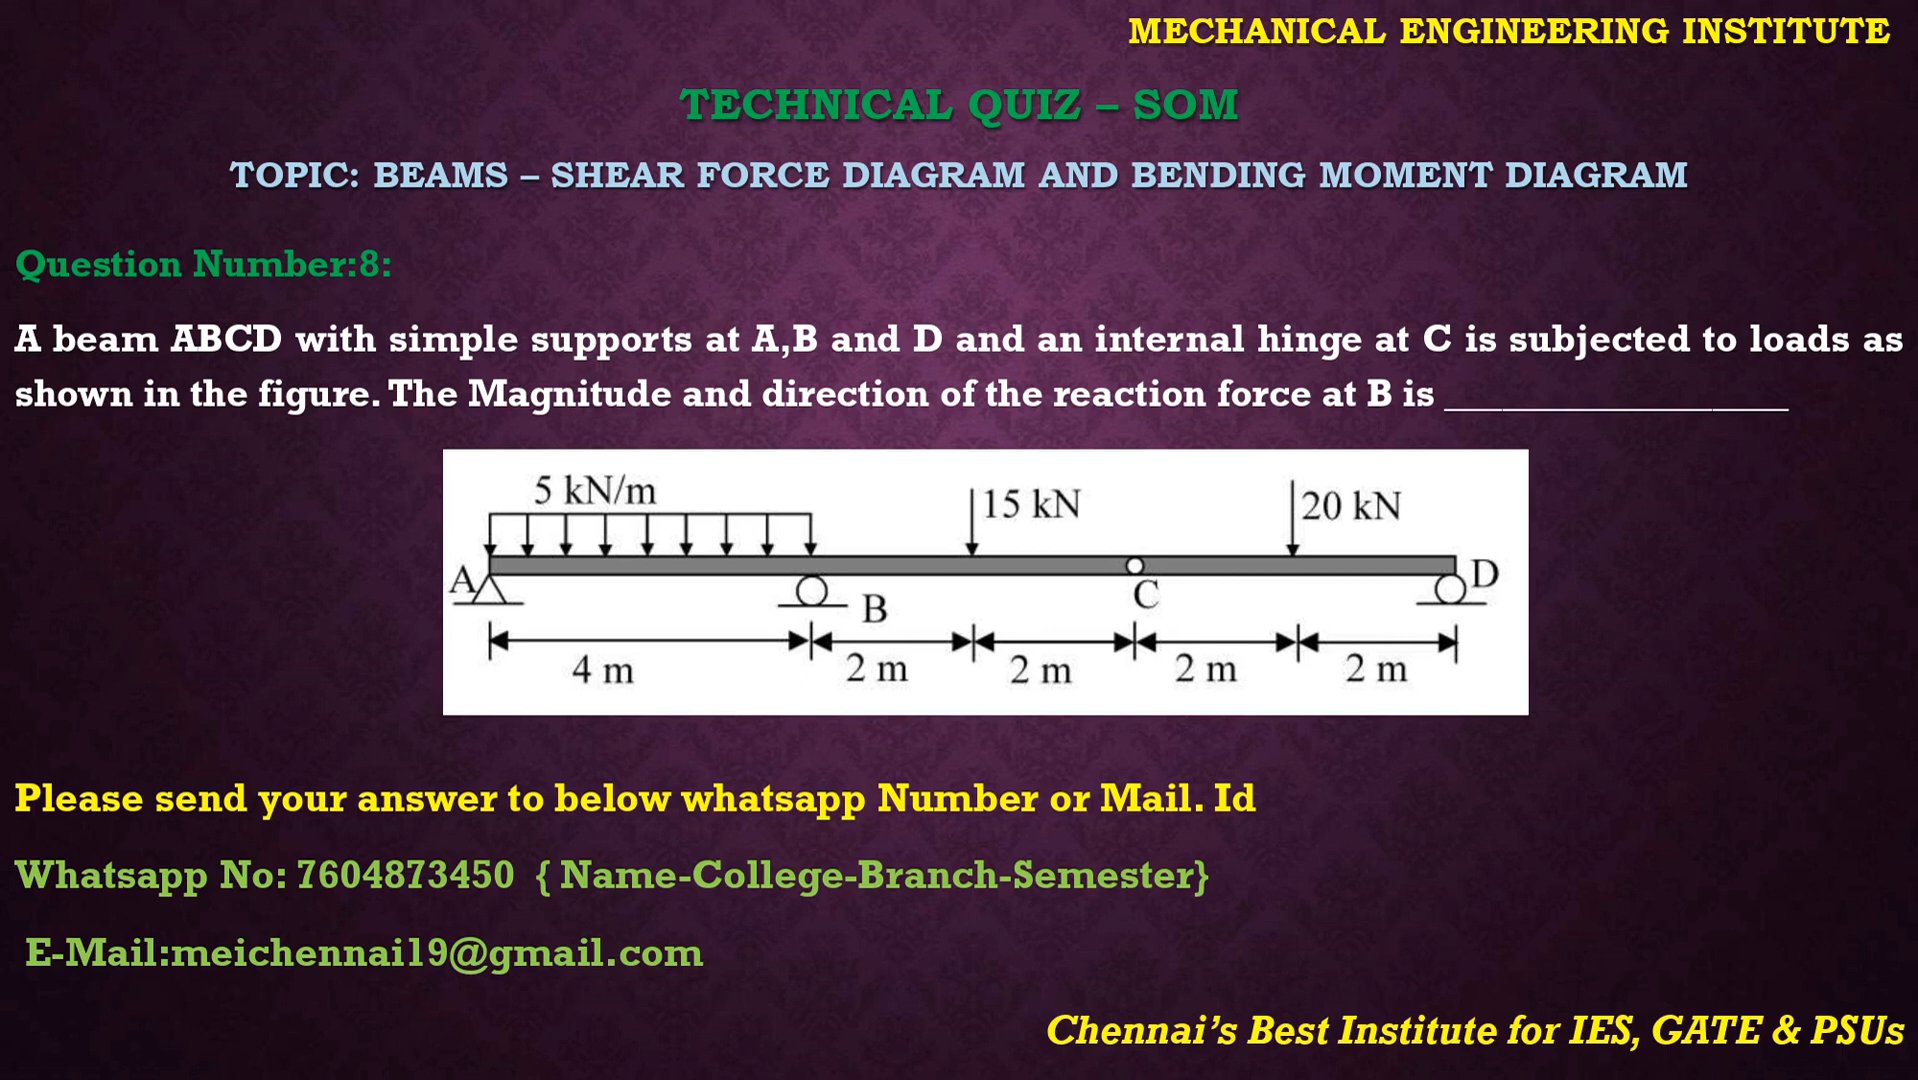 MECHANICAL ENGINEERING INSTITUTE
TECHNICAL QUIZ – SOM
TOPIC: BEAMS – SHEAR FORCE DIAGRAM AND BENDING MOMENT DIAGRAM
Question Number:8:
A beam ABCD with simple supports at A,B and D and an internal hinge at C is subjected to loads as
shown in the figure. The Magnitude and direction of the reaction force at B is __________________
5 kN/m
15 kN
20 kN
A
B
C
D
4 m
2 m
2 m
2 m
2 m
Please send your answer to below whatsapp Number or Mail. Id
Whatsapp No: 7604873450 { Name-College-Branch-Semester}
E-Mail:meichennai19@gmail.com
Chennai’s Best Institute for IES, GATE & PSUs